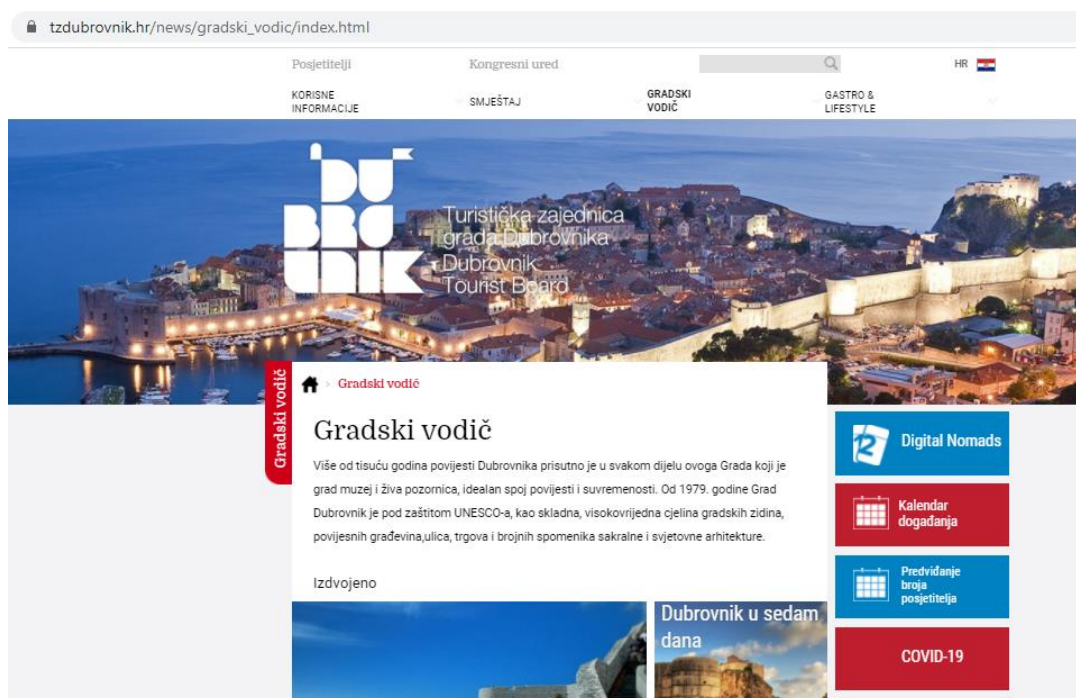 tzdubrovnik.hr/news/gradski_vodic/index.html
Posjetitelji
Kongresni ured
HR
KORISNE
INFORMACIJE
SMJEŠTAJ
GRADSKI
VODIČ
GASTRO &
LIFESTYLE
DU
BRO
VNIK
Turistička zajednica
grada Dubrovnika
Dubrovnik
Tourist Board
Gradski vodič
Gradski vodič
Gradski vodič
Više od tisuću godina povijesti Dubrovnika prisutno je u svakom dijelu ovoga Grada koji je
grad muzej i živa pozornica, idealan spoj povijesti i suvremenosti. Od 1979. godine Grad
Dubrovnik je pod zaštitom UNESCO-a, kao skladna, visokovrijedna cjelina gradskih zidina,
povijesnih građevina,ulica, trgova i brojnih spomenika sakralne i svjetovne arhitekture.
Izdvojeno
Dubrovnik u sedam
dana
12
Digital Nomads
Kalendar
događanja
Predviđanje
broja
posjetitelja
COVID-19